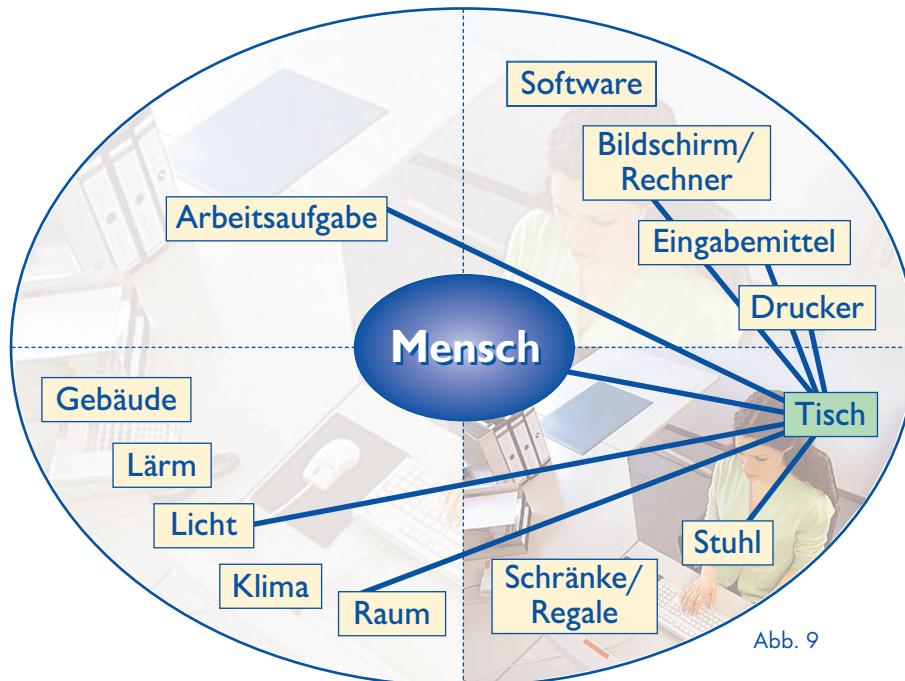 Software
Bildschirm/
Rechner
Arbeitsaufgabe
Eingabemittel
Drucker
Mensch
Gebäude
Tisch
Lärm
Licht
Stuhl
Klima
Raum
Schränke/
Regale
Abb. 9